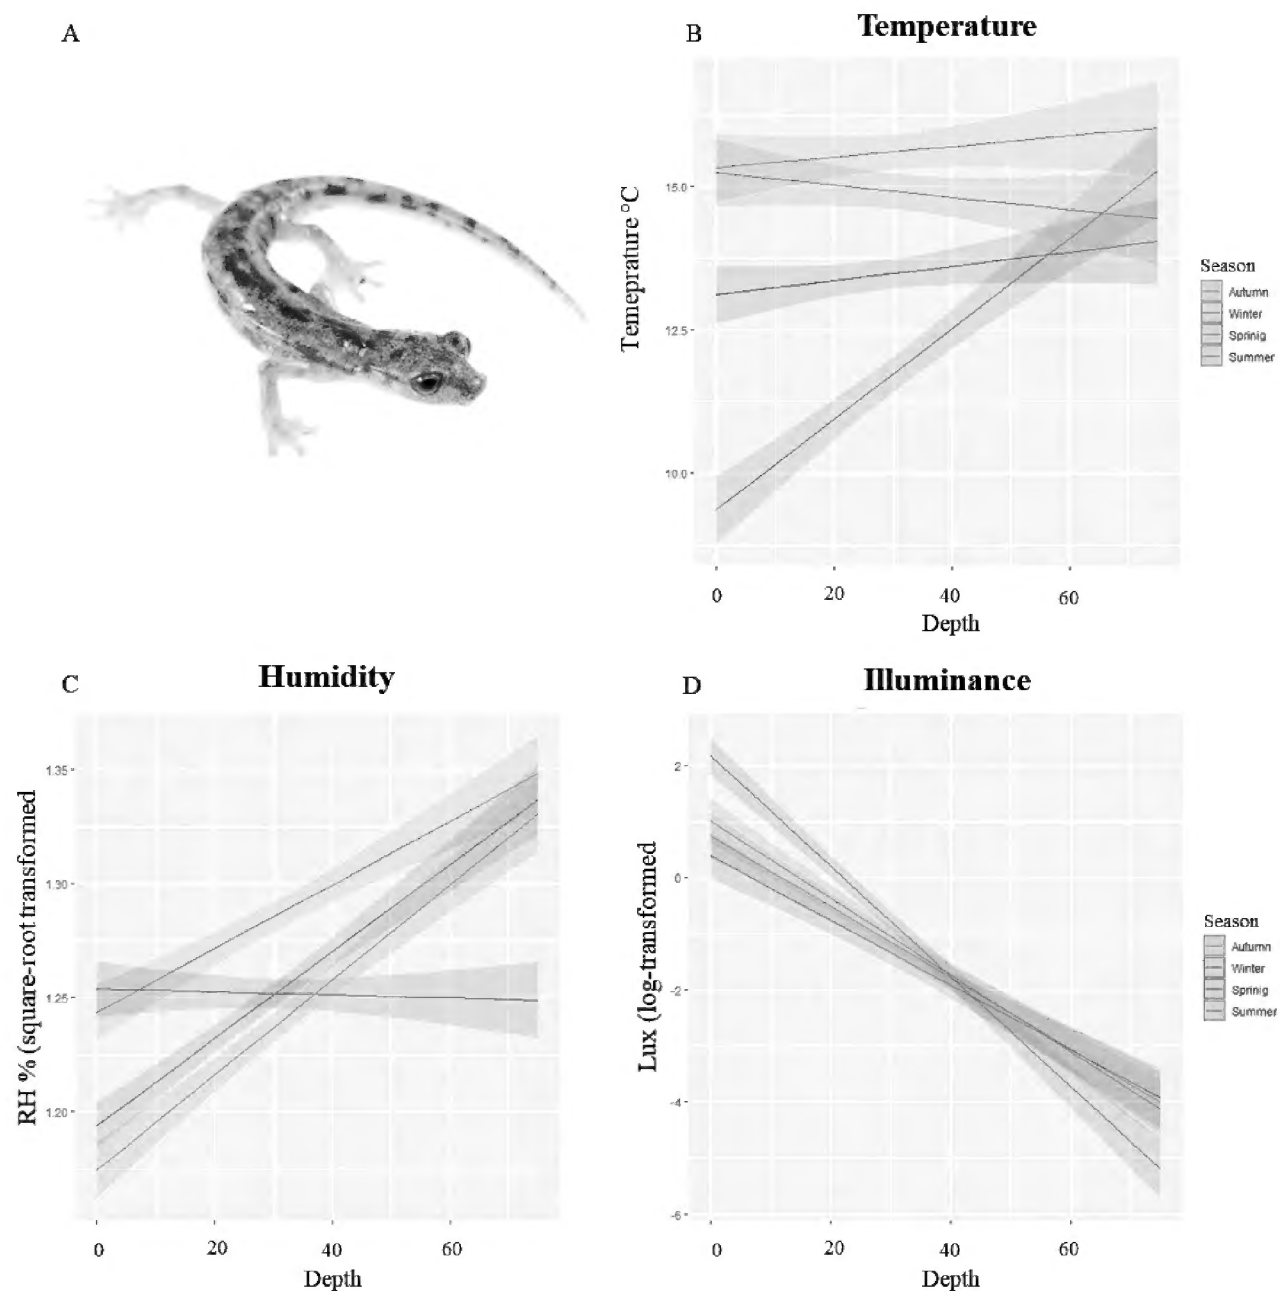 A
B
Temperature
Temeprature °C
15.0
12.5
10.0
0
20
40
60
Depth
Season
Autumn
Winter
Sprinig
Summer
C
Humidity
RH % (square-root transformed
1.35
1.30
1.25
1.20
0
20
40
60
Depth
D
Illuminance
Lux (log-transformed
2
0
-2
-4
-6
0
20
40
60
Depth
Season
Autumn
Winter
Sprinig
Summer